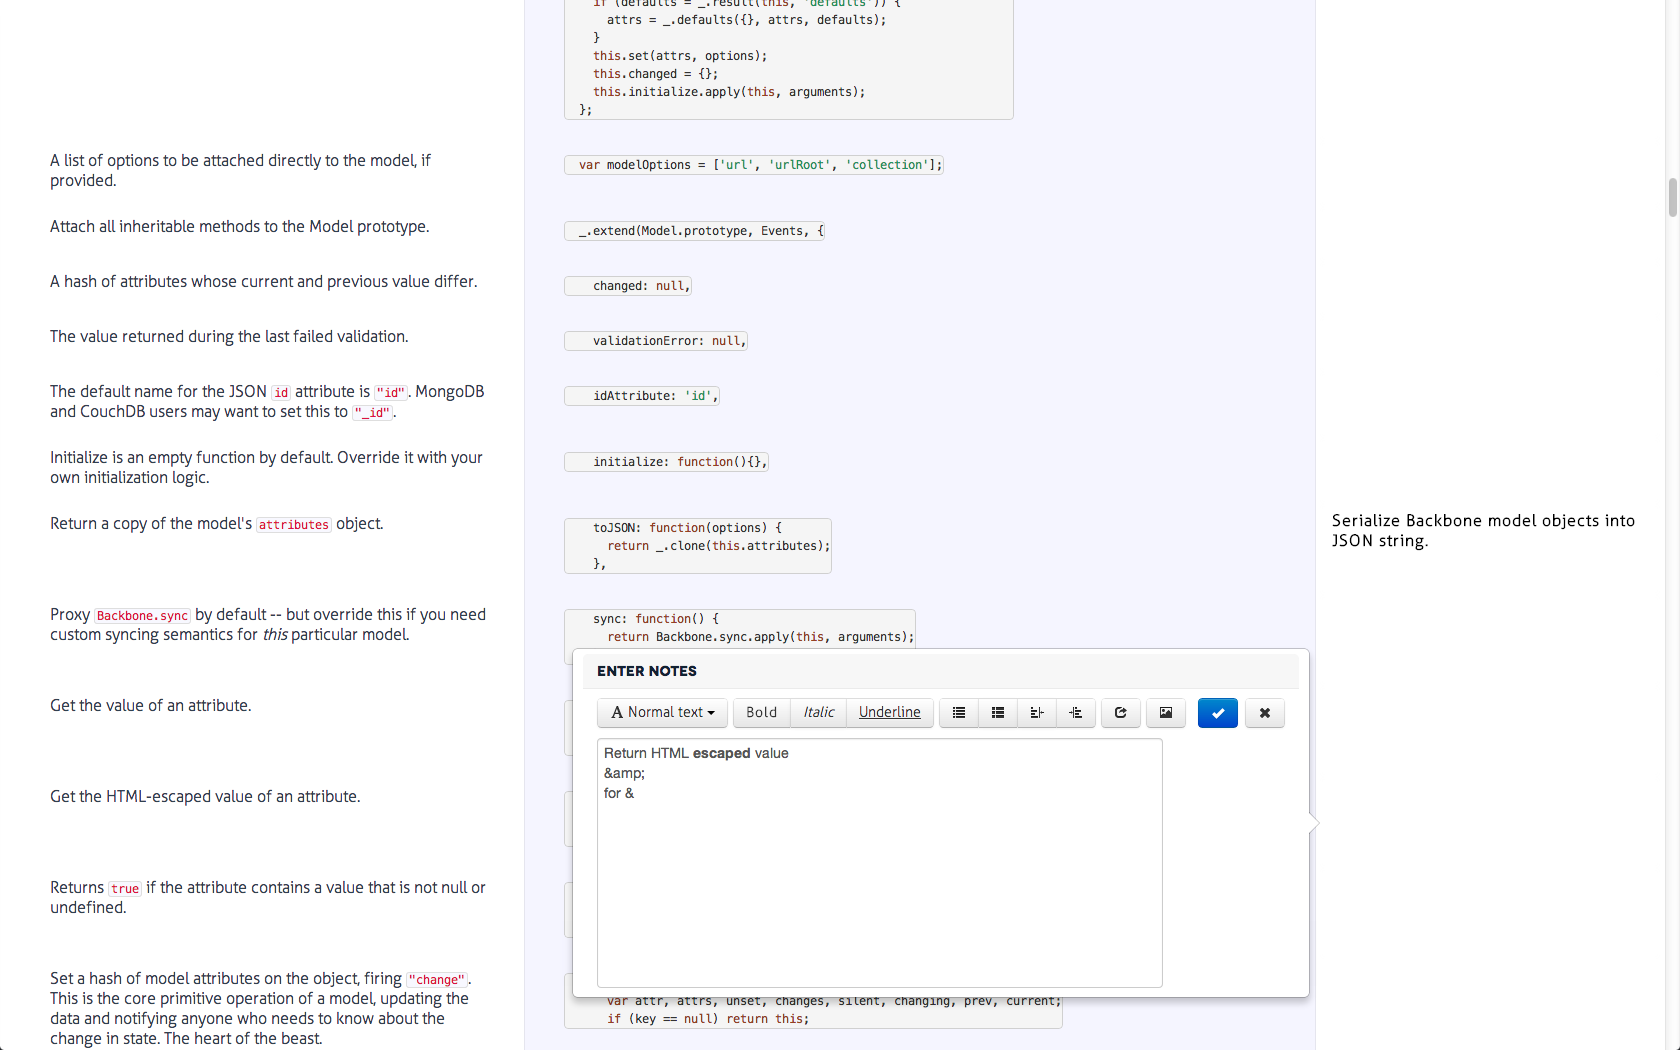 if (defaults = _.result(this, 'defaults')) {
attrs = _.defaults({}, attrs, defaults);
}
this.set(attrs, options);
this.changed = {};
this.initialize.apply(this, arguments);
};
A list of options to be attached directly to the model, if
provided.
var modelOptions = ['url', 'urlRoot', 'collection'];
Attach all inheritable methods to the Model prototype.
_.extend(Model.prototype, Events, {
A hash of attributes whose current and previous value differ.
changed: null,
The value returned during the last failed validation.
validationError: null,
The default name for the JSON id attribute is "id". MongoDB
and CouchDB users may want to set this to "_id".
idAttribute: 'id',
Initialize is an empty function by default. Override it with your
own initialization logic.
initialize: function(){},
Return a copy of the model's attributes object.
toJSON: function(options) {
return _.clone(this.attributes);
},
Serialize Backbone model objects into
JSON string.
Proxy Backbone.sync by default -- but override this if you need
custom syncing semantics for this particular model.
sync: function() {
return Backbone.sync.apply(this, arguments);
ENTER NOTES
A Normal text Bold Italic Underline
Return HTML escaped value
&amp;
for &
Get the value of an attribute.
Get the HTML-escaped value of an attribute.
Returns true if the attribute contains a value that is not null or
undefined.
Set a hash of model attributes on the object, firing "change".
This is the core primitive operation of a model, updating the
data and notifying anyone who needs to know about the
change in state. The heart of the beast.
var attr, attrs, unset, changes, silent, changing, prev, current;
if (key == null) return this;